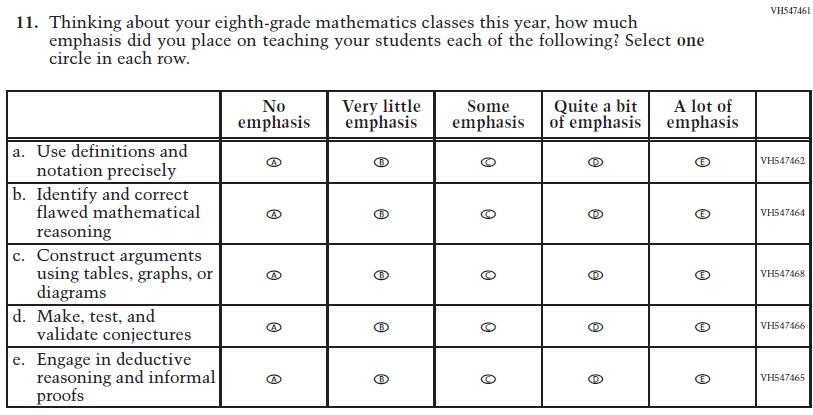 VH547461
11. Thinking about your eighth-grade mathematics classes this year, how much
emphasis did you place on teaching your students each of the following? Select one
circle in each row.
No
emphasis
Very little
emphasis
Some
emphasis
Quite a bit
of emphasis
A lot of
emphasis
a. Use definitions and
notation precisely
A B C D E VH547462
b. Identify and correct
flawed mathematical
reasoning
A B C D E VH547464
c. Construct arguments
using tables, graphs, or
diagrams
A B C D E VH547468
d. Make, test, and
validate conjectures
A B C D E VH547466
e. Engage in deductive
reasoning and informal
proofs
A B C D E VH547465